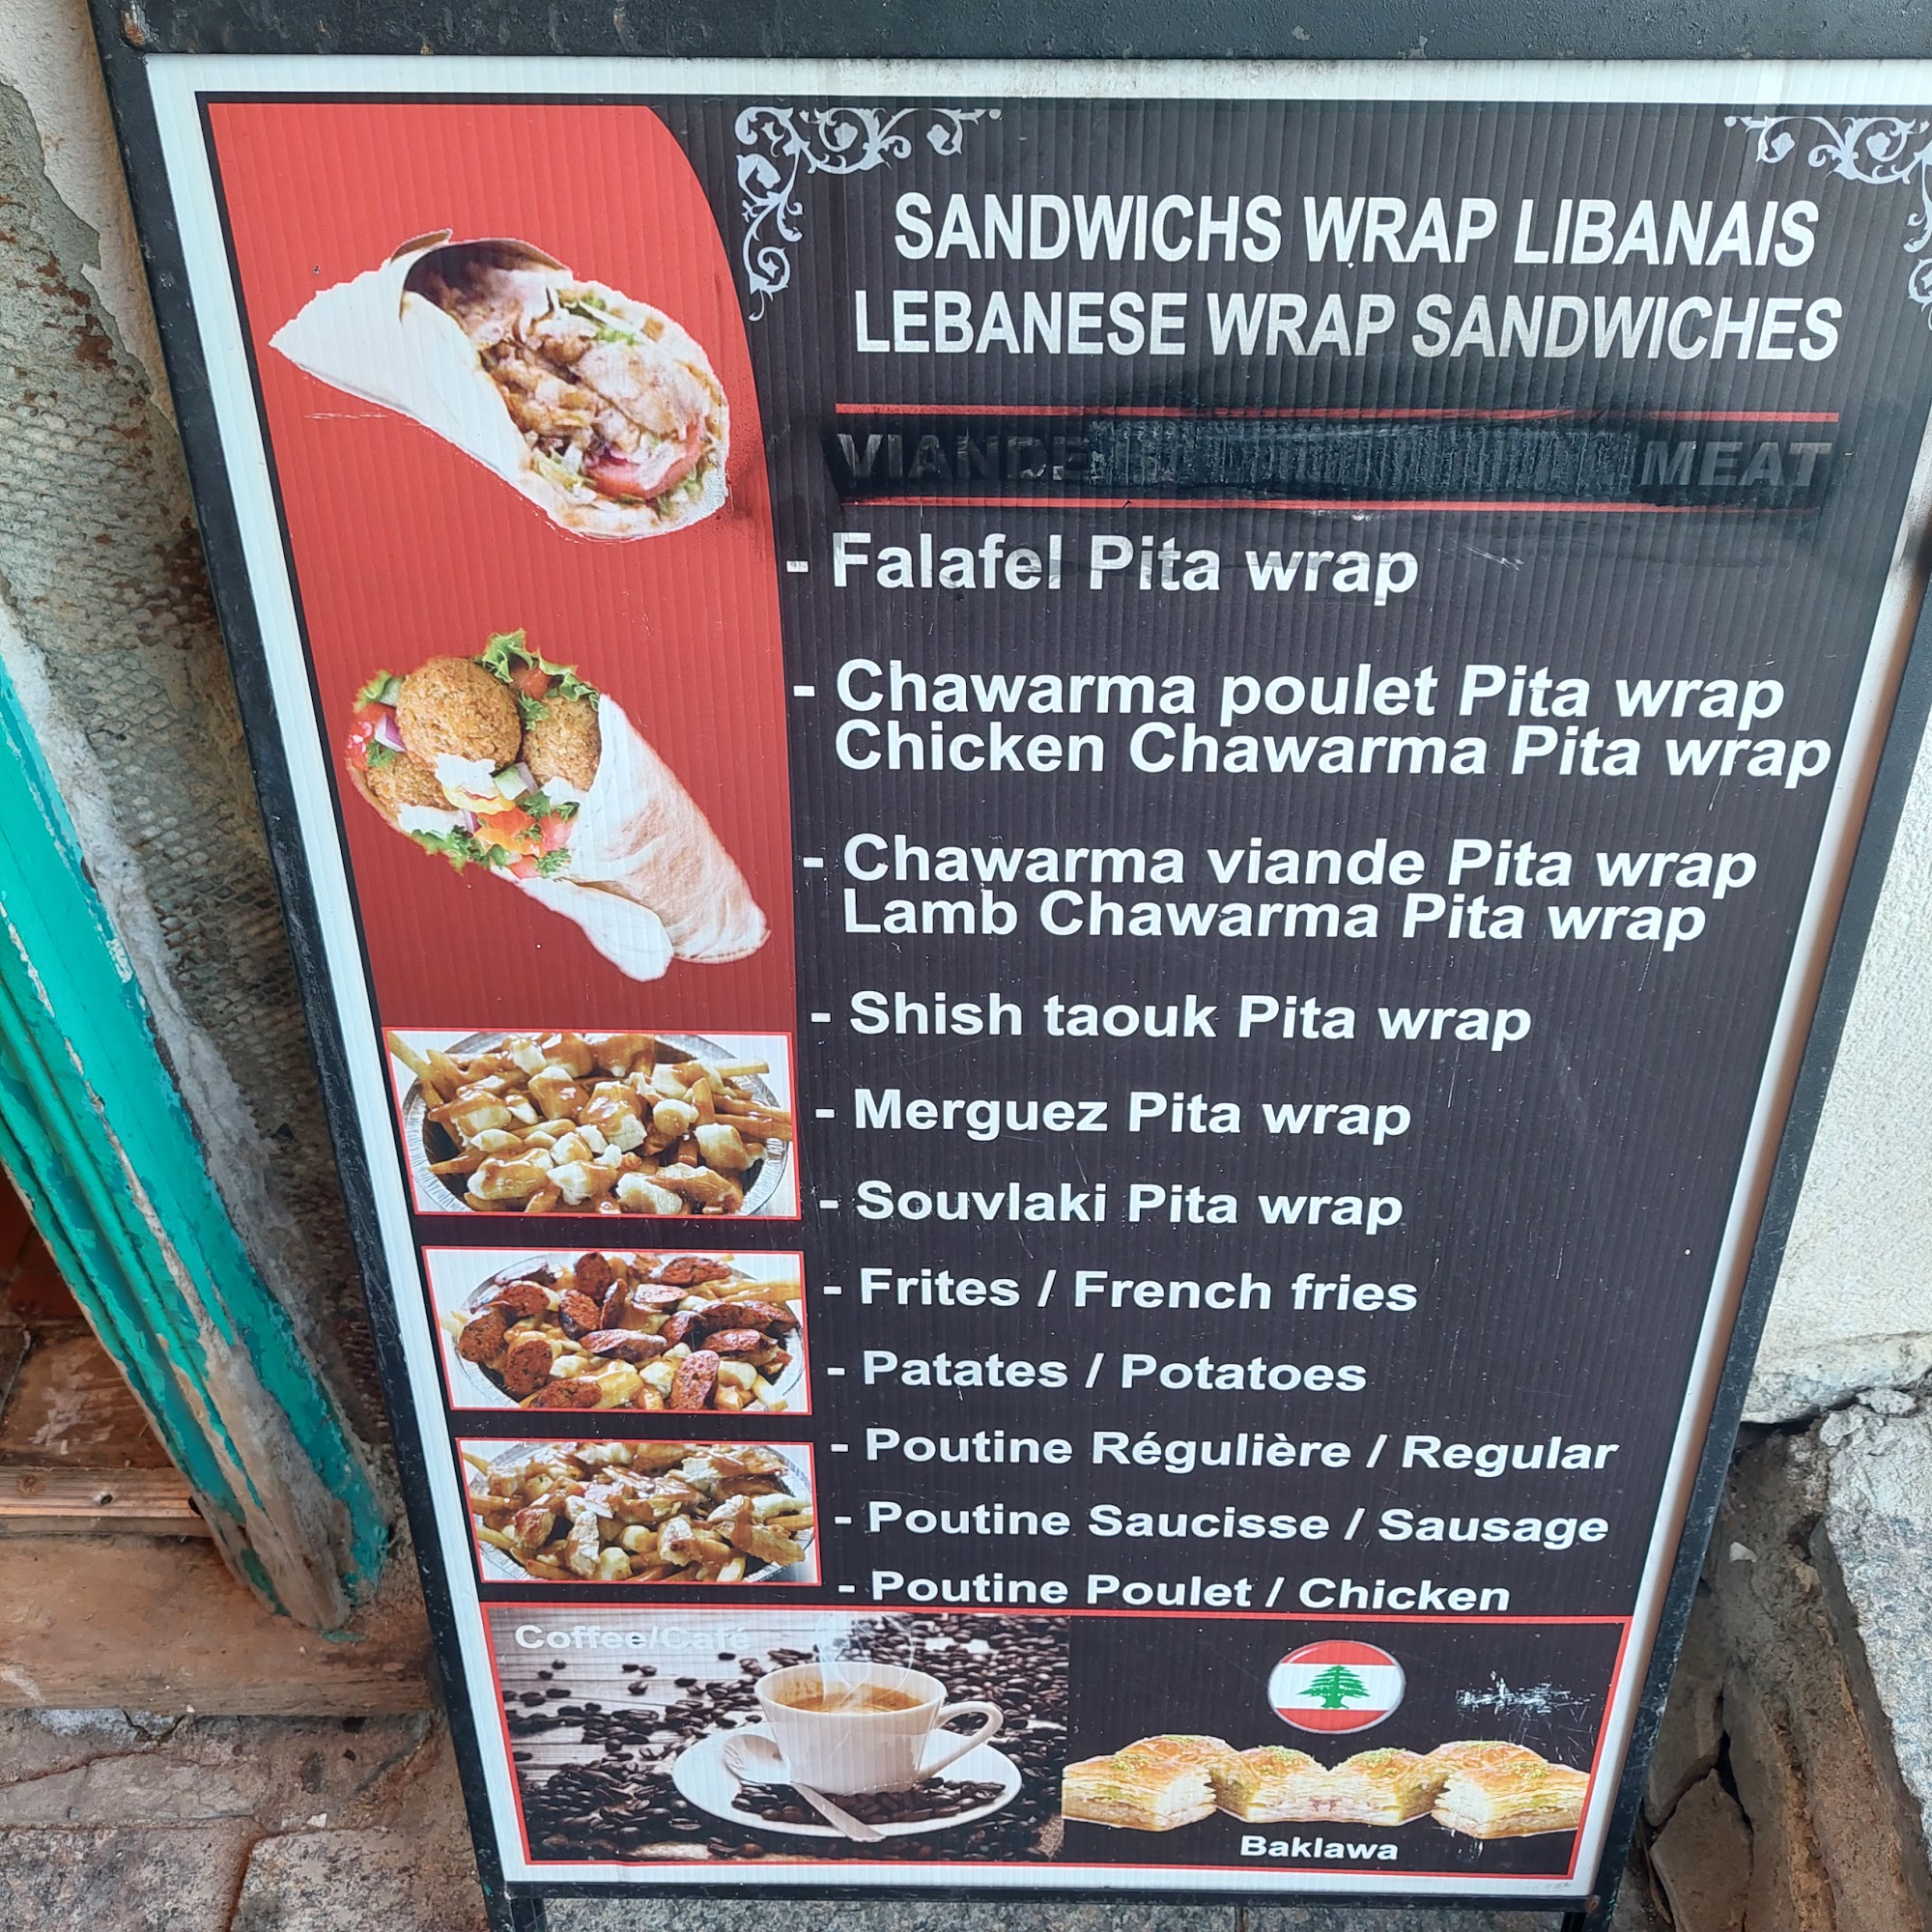 SANDWICHS WRAP LIBANAIS
LEBANESE WRAP SANDWICHES
VIANDE MEAT
- Falafel Pita wrap
- Chawarma poulet Pita wrap
Chicken Chawarma Pita wrap
- Chawarma viande Pita wrap
Lamb Chawarma Pita wrap
- Shish taouk Pita wrap
- Merguez Pita wrap
- Souvlaki Pita wrap
- Frites / French fries
- Patates / Potatoes
- Poutine Régulière / Regular
- Poutine Saucisse / Sausage
- Poutine Poulet / Chicken
Coffee/Café
Baklawa